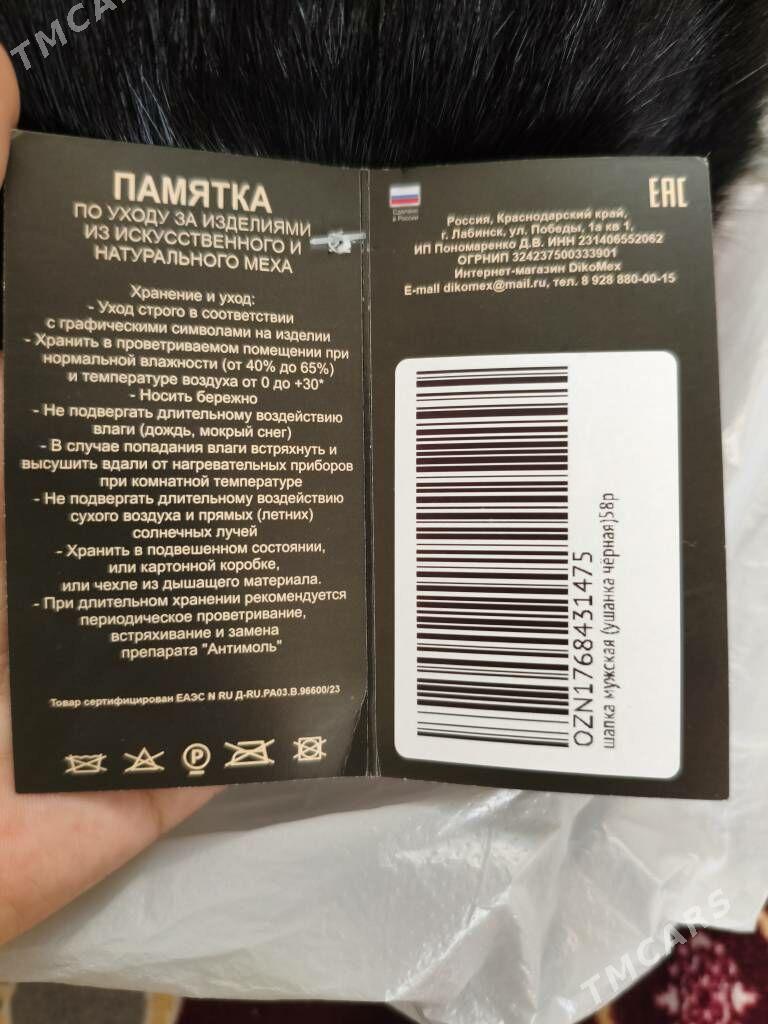 TMCARS
ПАМЯТКА
ПО УХОДУ ЗА ИЗДЕЛИЯМИ
ИЗ ИСКУССТВЕННОГО И
НАТУРАЛЬНОГО МЕХА
Хранение и уход:
- Уход строго в соответствии
с графическими символами на изделии
- Хранить в проветриваемом помещении при
нормальной влажности (от 40% до 65%)
и температуре воздуха от 0 до +30*
- Носить бережно
- Не подвергать длительному воздействию
влаги (дождь, мокрый снег)
- В случае попадания влаги встряхнуть и
высушить вдали от нагревательных приборов
при комнатной температуре
- Не подвергать длительному воздействию
сухого воздуха и прямых (летних)
солнечных лучей
- Хранить в подвешенном состоянии,
или картонной коробке,
или чехле из дышащего материала.
- При длительном хранении рекомендуется
периодическое проветривание,
встряхивание и замена
препарата "Антимоль"
Товар сертифицирован ЕАЭС N RU Д-RU.РА03.В.96600/23
P
Сделано
в России
EAC
Россия, Краснодарский край,
г. Лабинск, ул. Победы, 1а кв 1,
ИП Пономаренко Д.В. ИНН 231406552062
ОГРНИП 324237500333901
Интернет-магазин DikoMex
E-mall dikomex@mail.ru, тел. 8 928 880-00-15
OZN1768431475
шапка мужская (ушанка чёрная)58р
TMCARS